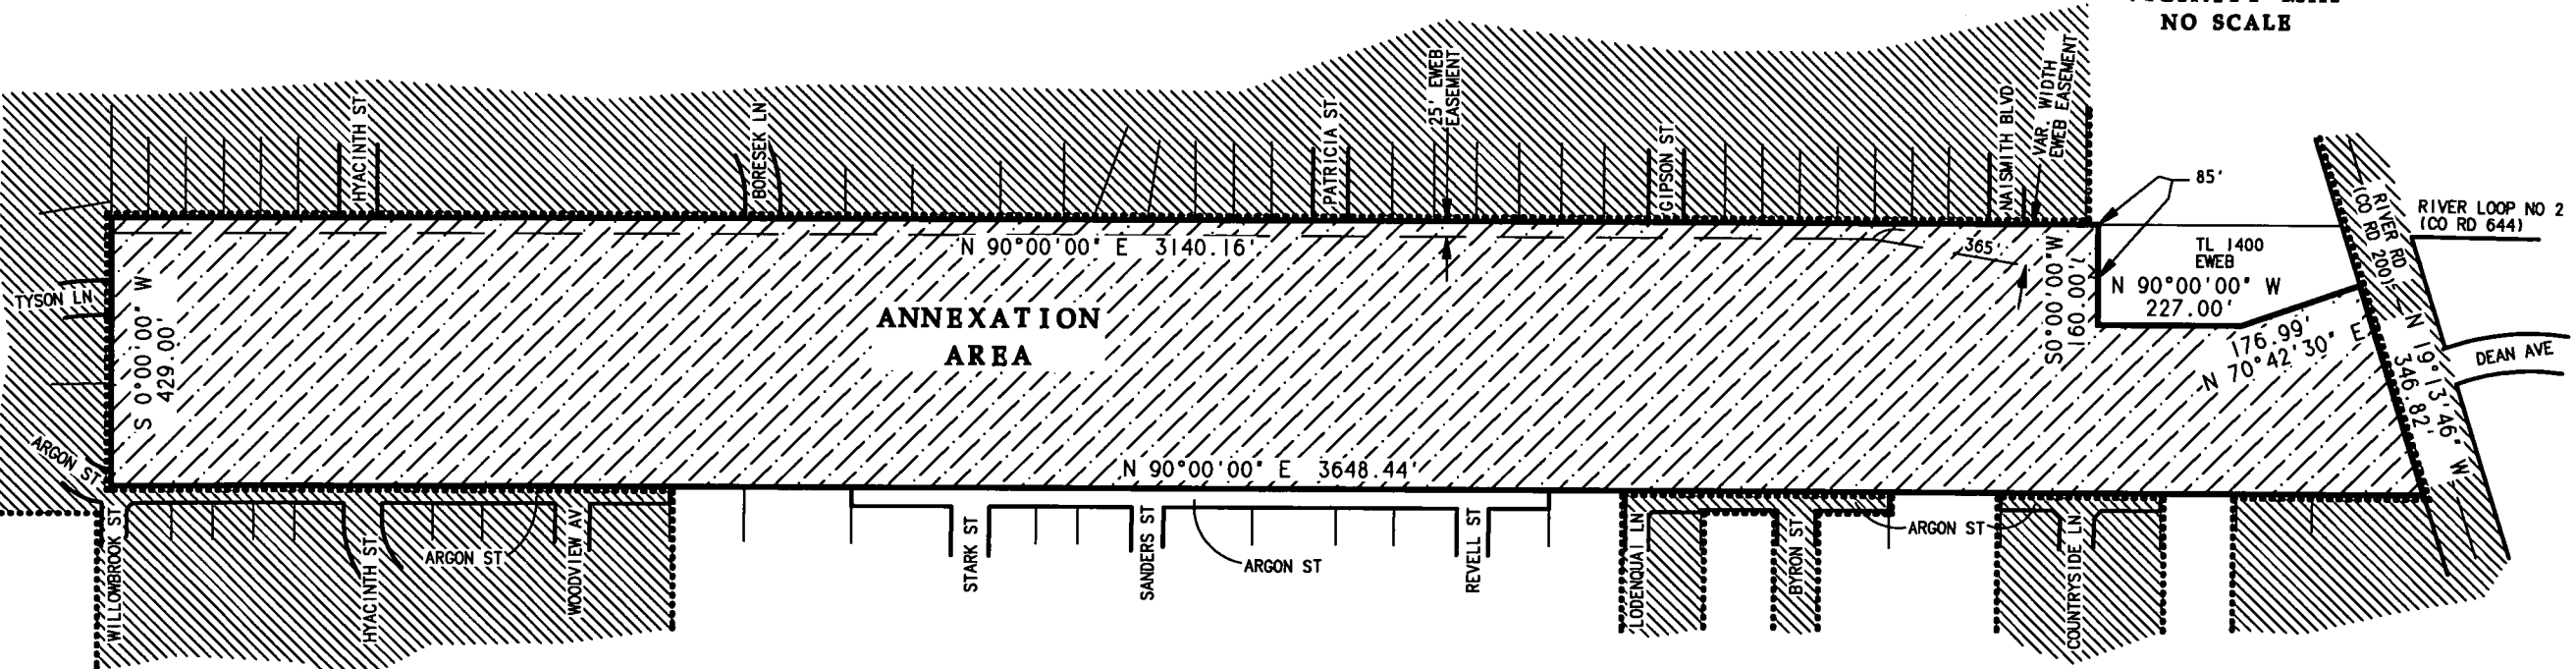 NO SCALE
HYACINTH ST
BORESEK LN
PATRICIA ST
25' EWEB
EASEMENT
GIPSON ST
NAISMITH BLVD
VAR. WIDTH
EWEB EASEMENT
85'
RIVER RD
(CO RD 200)
RIVER LOOP NO 2
(CO RD 644)
TL 1400
EWEB
N 90°00'00" W
227.00'
N 90°00'00" E 3140.16'
365
S0°00'00"W
160.00'
TYSON LN
S 0°00'00" W
429.00'
ANNEXATION
AREA
176.99'
N 70°42'30" E
N 19°13'46" W
346.82'
DEAN AVE
ARGON ST
N 90°00'00" E 3648.44'
WILLOWBROOK ST
HYACINTH ST
ARGON ST
WOODVIEW AV
STARK ST
SANDERS ST
ARGON ST
REVELL ST
LODENQUAI LN
BYRON ST
ARGON ST
COUNTRYSIDE LN